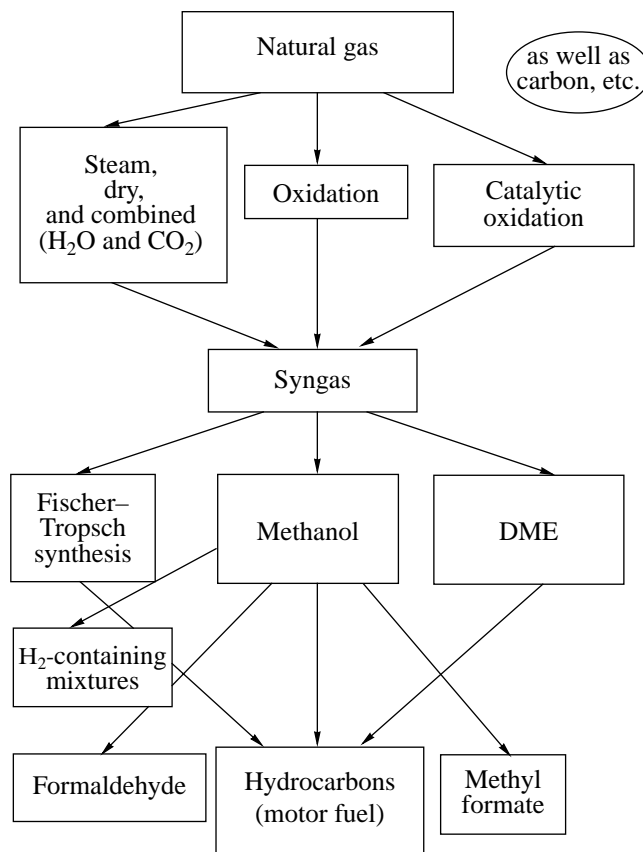 Natural gas
as well as
carbon, etc.
Steam,
dry,
and combined
(H₂O and CO₂)
Oxidation
Catalytic
oxidation
Syngas
Fischer–
Tropsch
synthesis
Methanol
DME
H₂-containing
mixtures
Formaldehyde
Hydrocarbons
(motor fuel)
Methyl
formate